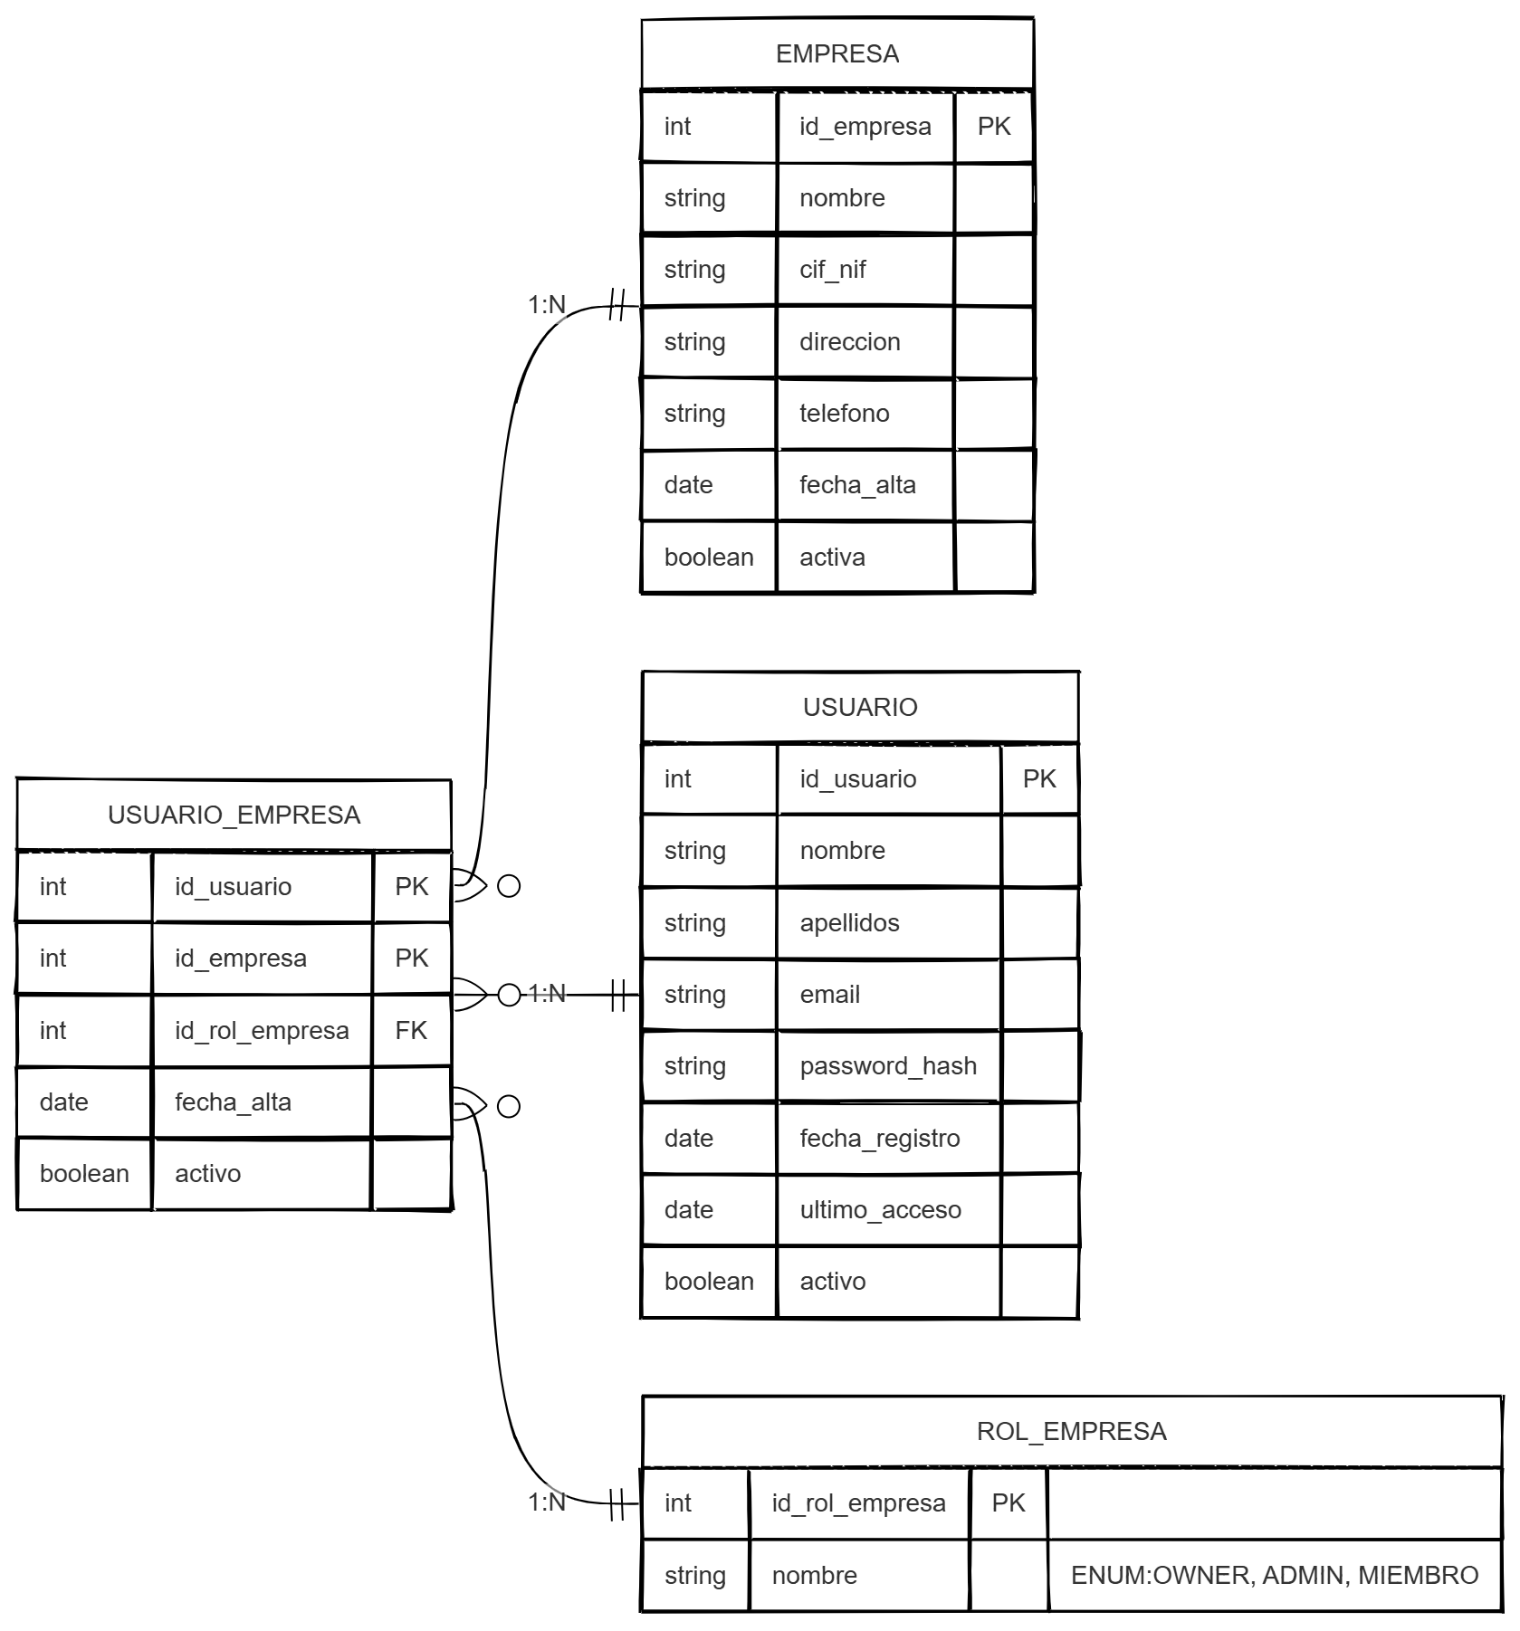 EMPRESA
int id_empresa PK
string nombre
string cif_nif
1:N
string direccion
string telefono
date fecha_alta
boolean activa
USUARIO
int id_usuario PK
string nombre
string apellidos
string email
string password_hash
date fecha_registro
date ultimo_acceso
boolean activo
USUARIO_EMPRESA
int id_usuario PK
int id_empresa PK
int id_rol_empresa FK
date fecha_alta
boolean activo
1:N
ROL_EMPRESA
1:N
int id_rol_empresa PK
string nombre ENUM:OWNER, ADMIN, MIEMBRO